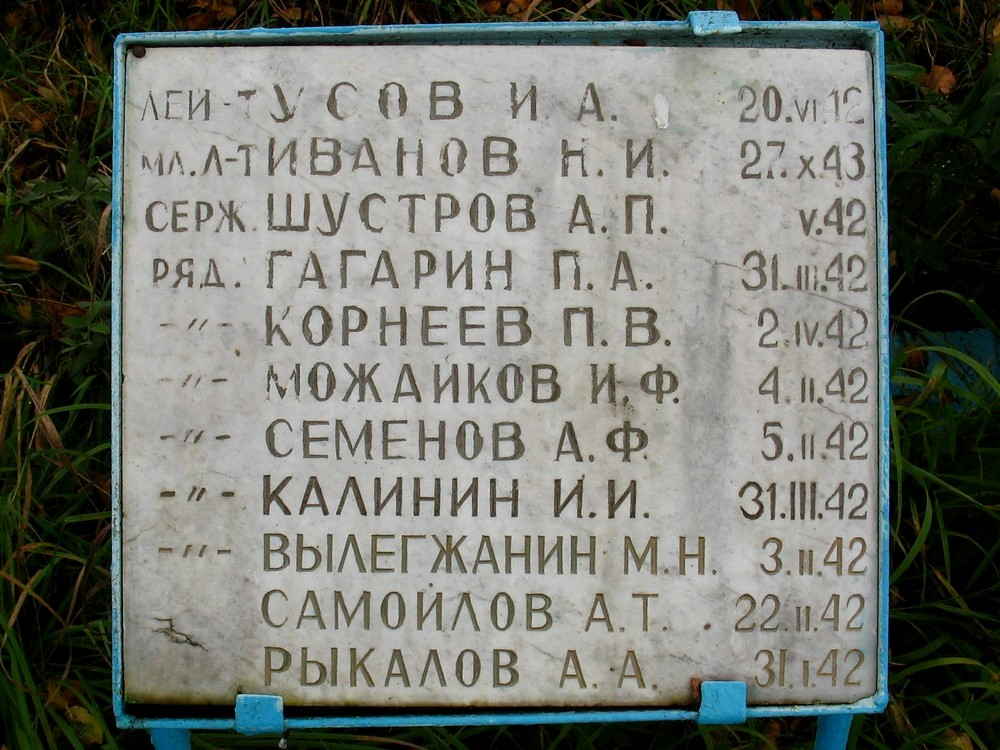 ЛЕЙ-Т УСОВ И.А. 20.VI.42
МЛ.Л-Т ИВАНОВ Н.И. 27.X.43
СЕРЖ. ШУСТРОВ А.П. V.42
РЯД. ГАГАРИН П.А. 31.III.42
-〃- КОРНЕЕВ П.В. 2.IV.42
-〃- МОЖАЙКОВ И.Ф. 4.II.42
-〃- СЕМЕНОВ А.Ф. 5.II.42
-〃- КАЛИНИН И.И. 31.III.42
-〃- ВЫЛЕГЖАНИН М.Н. 3.II.42
САМОЙЛОВ А.Т. 22.II.42
РЫКАЛОВ А.А. 31.I.42